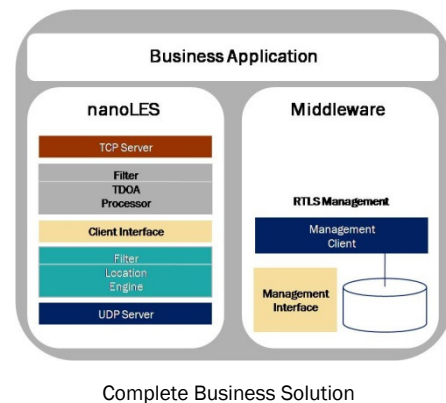 Business Application
nanoLES
TCP Server
Filter
TDOA
Processor
Client Interface
Filter
Location
Engine
UDP Server
Middleware
RTLS Management
Management
Client
Management
Interface
Complete Business Solution